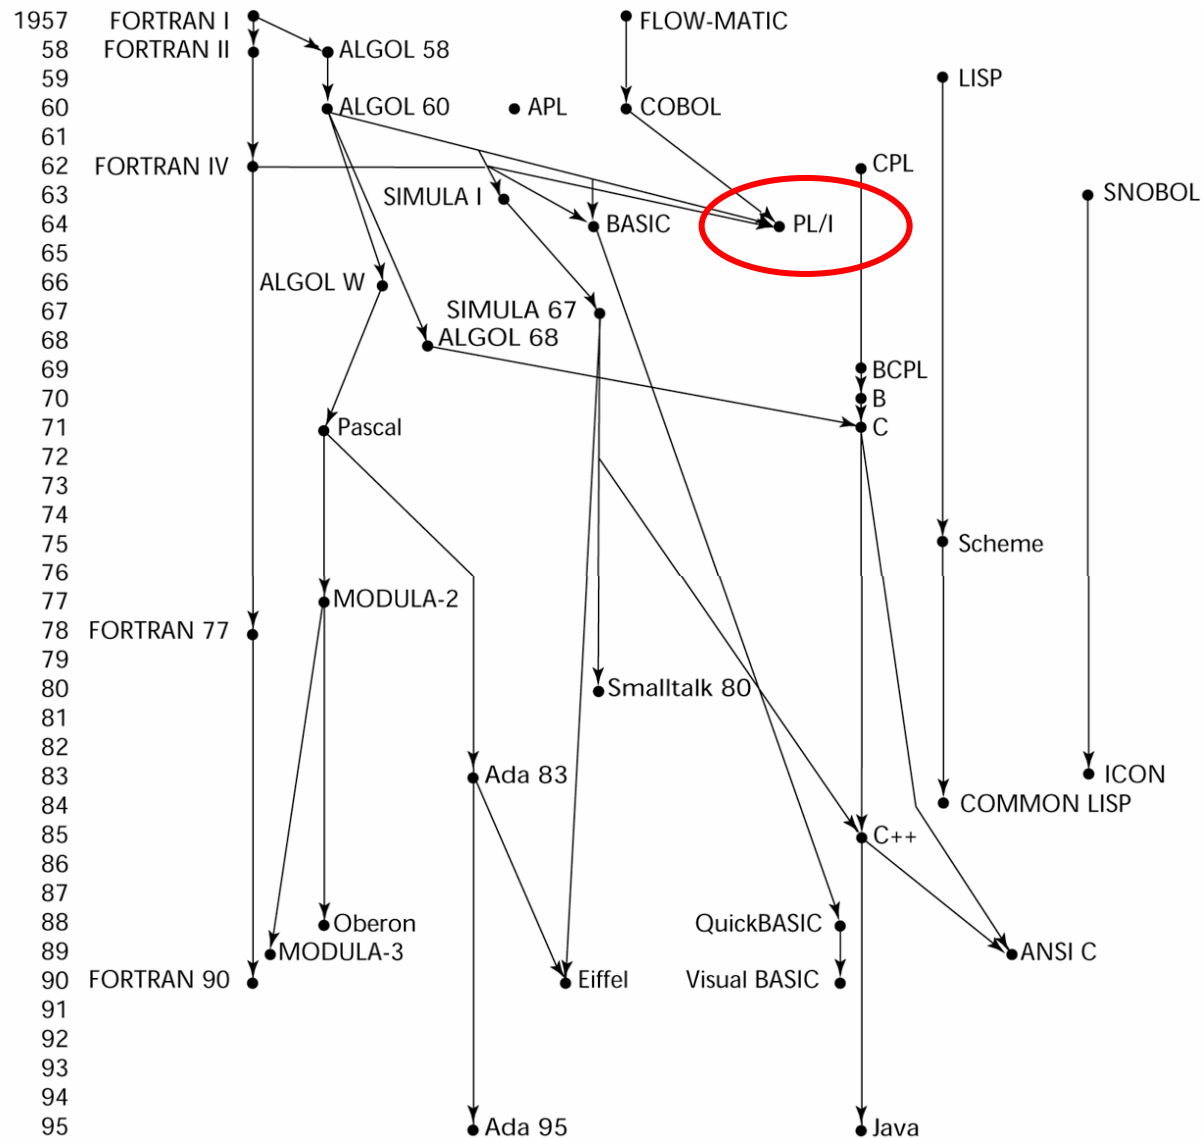 1957 FORTRAN I FLOW-MATIC
58 FORTRAN II ALGOL 58
59 LISP
60 ALGOL 60 APL COBOL
61
62 FORTRAN IV CPL
63 SIMULA I SNOBOL
64 BASIC PL/I
65
66 ALGOL W
67 SIMULA 67
68 ALGOL 68
69 BCPL
70 B
71 Pascal C
72
73
74
75 Scheme
76
77 MODULA-2
78 FORTRAN 77
79
80 Smalltalk 80
81
82
83 Ada 83 ICON
84 COMMON LISP
85 C++
86
87
88 Oberon QuickBASIC
89 MODULA-3 ANSI C
90 FORTRAN 90 Eiffel Visual BASIC
91
92
93
94
95 Ada 95 Java